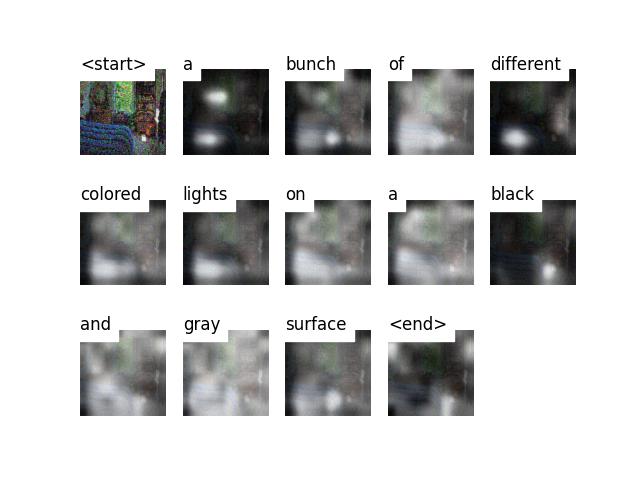 <start> a bunch of different
colored lights on a black
and gray surface <end>